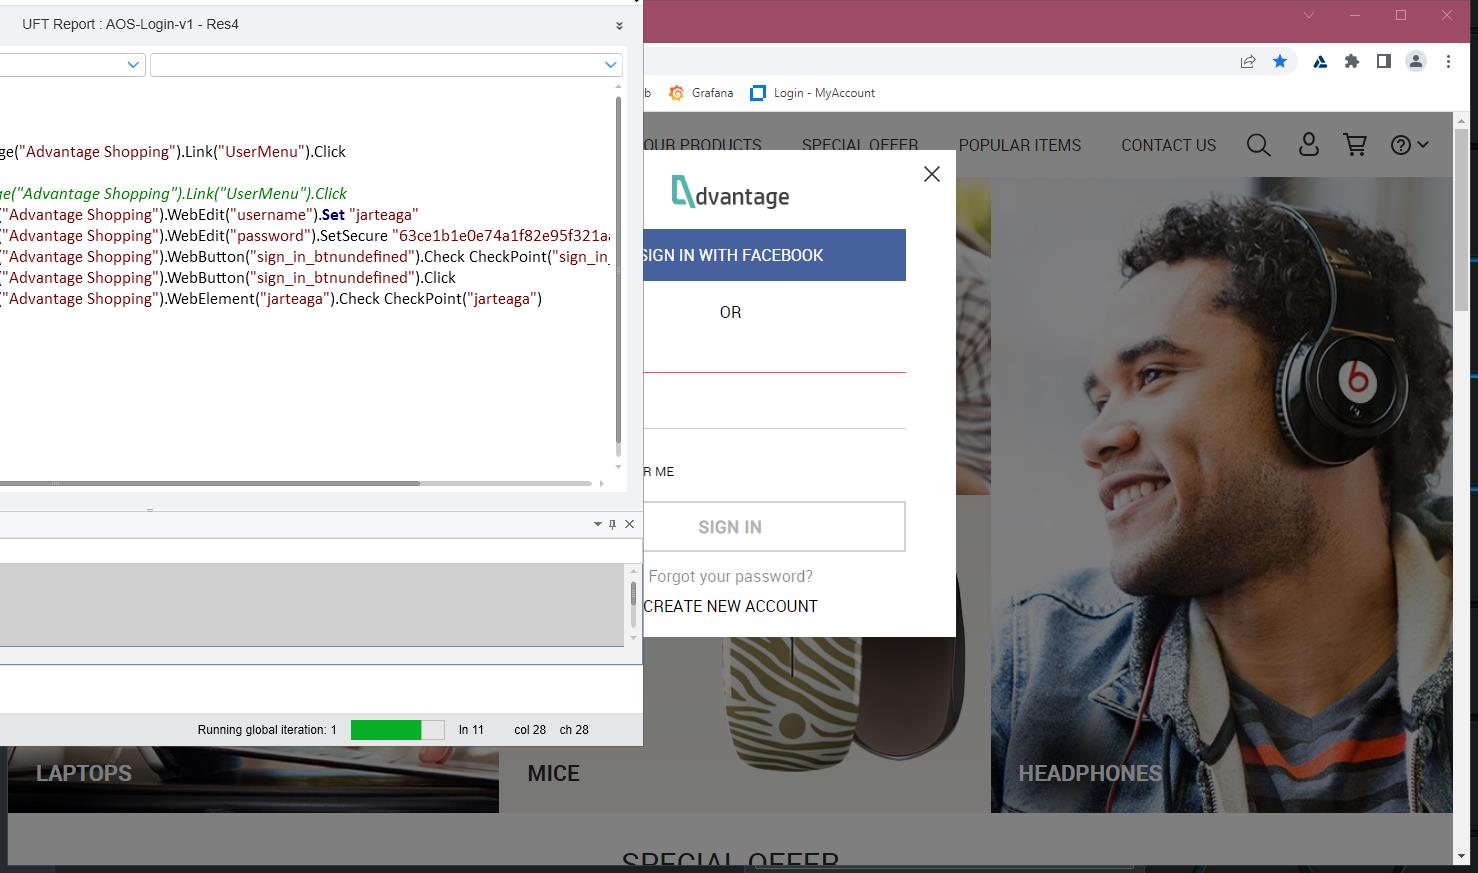 UFT Report : AOS-Login-v1 - Res4
ge("Advantage Shopping").Link("UserMenu").Click
ge("Advantage Shopping").Link("UserMenu").Click
("Advantage Shopping").WebEdit("username").Set "jarteaga"
("Advantage Shopping").WebEdit("password").SetSecure "63ce1b1e0e74a1f82e95f321a
("Advantage Shopping").WebButton("sign_in_btnundefined").Check CheckPoint("sign_in_
("Advantage Shopping").WebButton("sign_in_btnundefined").Click
("Advantage Shopping").WebElement("jarteaga").Check CheckPoint("jarteaga")
Running global iteration: 1
ln 11 col 28 ch 28
b Grafana Login - MyAccount
OUR PRODUCTS SPECIAL OFFER POPULAR ITEMS CONTACT US
dvantage
SIGN IN WITH FACEBOOK
OR
R ME
SIGN IN
Forgot your password?
CREATE NEW ACCOUNT
LAPTOPS
MICE
HEADPHONES
SPECIAL OFFER